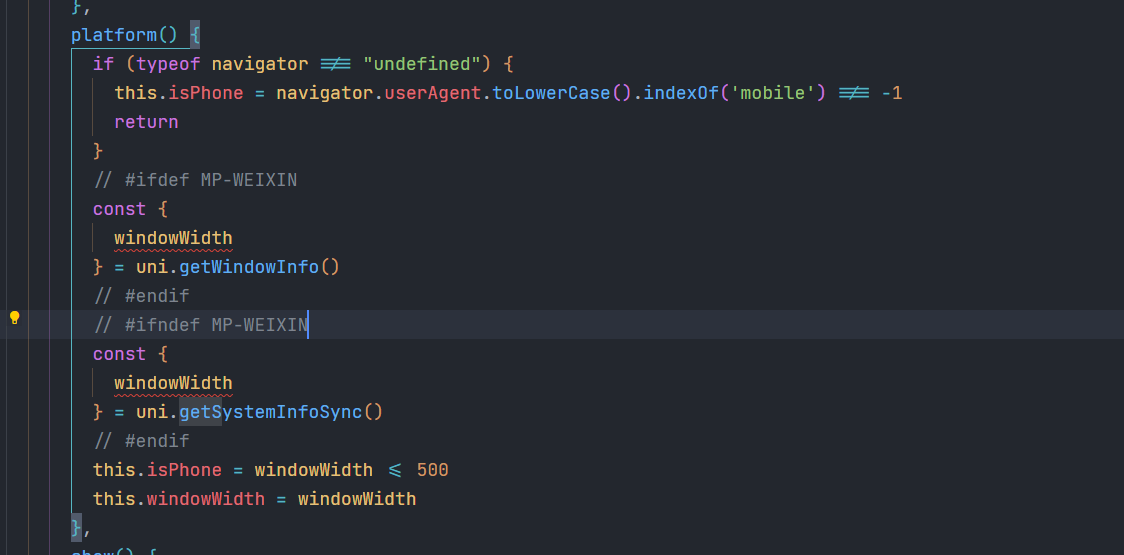 },
platform() {
if (typeof navigator !== "undefined") {
this.isPhone = navigator.userAgent.toLowerCase().indexOf('mobile') !== -1
return
}
// #ifdef MP-WEIXIN
const {
windowWidth
} = uni.getWindowInfo()
// #endif
// #ifndef MP-WEIXIN
const {
windowWidth
} = uni.getSystemInfoSync()
// #endif
this.isPhone = windowWidth <= 500
this.windowWidth = windowWidth
},
show() {